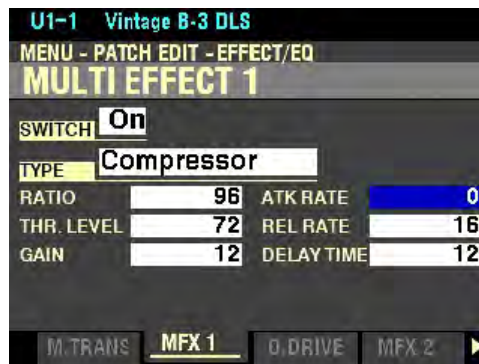 U1-1 Vintage B-3 DLS
MENU - PATCH EDIT - EFFECT/EQ
MULTI EFFECT 1
SWITCH On
TYPE Compressor
RATIO 96 ATK RATE 0
THR. LEVEL 72 REL RATE 16
GAIN 12 DELAY TIME 12
M.TRANS MFX 1 O.DRIVE MFX 2